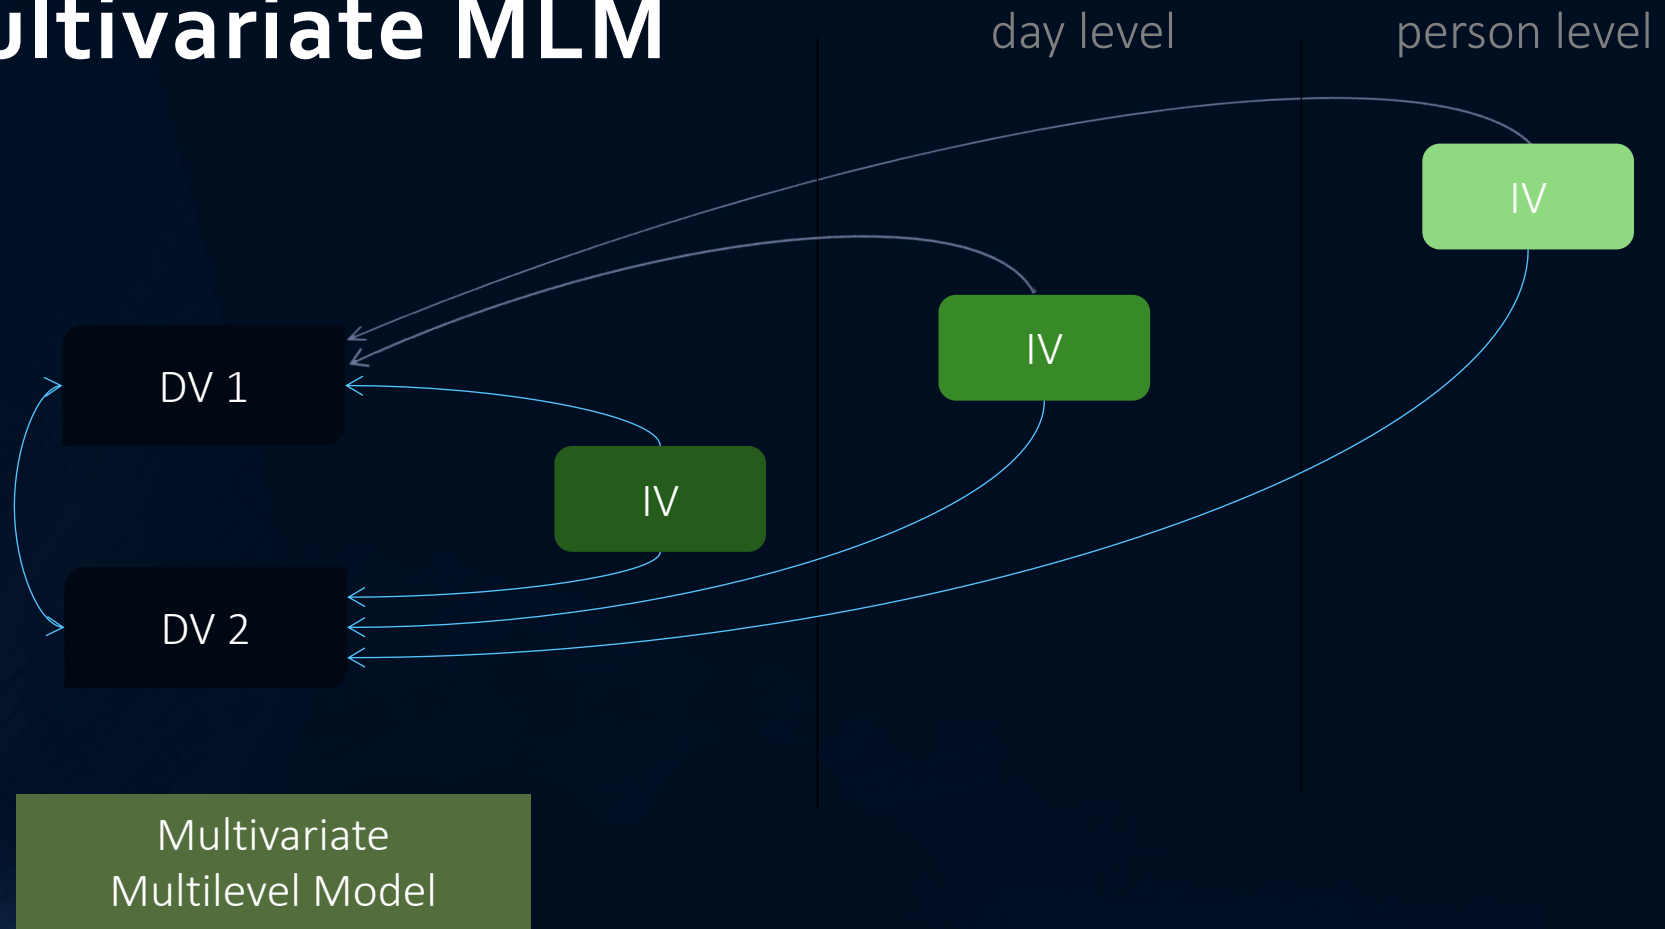 ultivariate MLM
day level
person level
IV
IV
DV 1
IV
DV 2
Multivariate
Multilevel Model